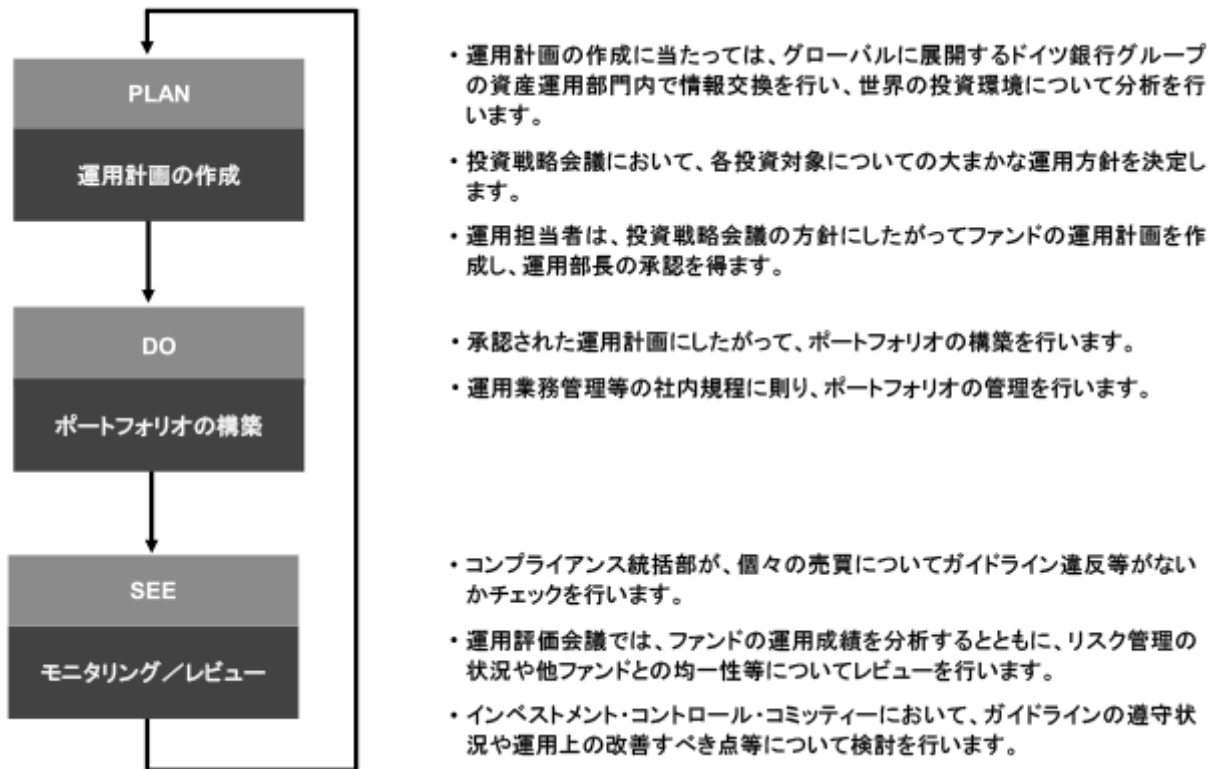 PLAN
運用計画の作成
・運用計画の作成に当たっては、グローバルに展開するドイツ銀行グループ
の資産運用部門内で情報交換を行い、世界の投資環境について分析を行
います。
・投資戦略会議において、各投資対象についての大まかな運用方針を決定し
ます。
・運用担当者は、投資戦略会議の方針にしたがってファンドの運用計画を作
成し、運用部長の承認を得ます。
DO
ポートフォリオの構築
・承認された運用計画にしたがって、ポートフォリオの構築を行います。
・運用業務管理等の社内規程に則り、ポートフォリオの管理を行います。
SEE
モニタリング／レビュー
・コンプライアンス統括部が、個々の売買についてガイドライン違反等がない
かチェックを行います。
・運用評価会議では、ファンドの運用成績を分析するとともに、リスク管理の
状況や他ファンドとの均一性等についてレビューを行います。
・インベストメント・コントロール・コミッティーにおいて、ガイドラインの遵守状
況や運用上の改善すべき点等について検討を行います。